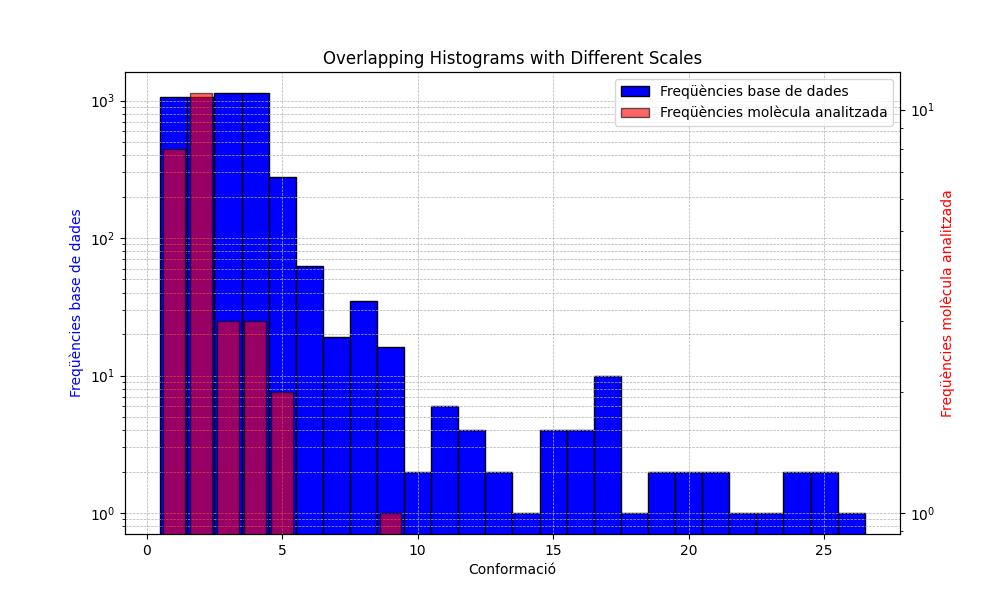 Overlapping Histograms with Different Scales
Freqüències base de dades
Freqüències molècula analitzada
10³
10²
10¹
10⁰
Freqüències base de dades
0 5 10 15 20 25
Conformació
10¹
10⁰
Freqüències molècula analitzada